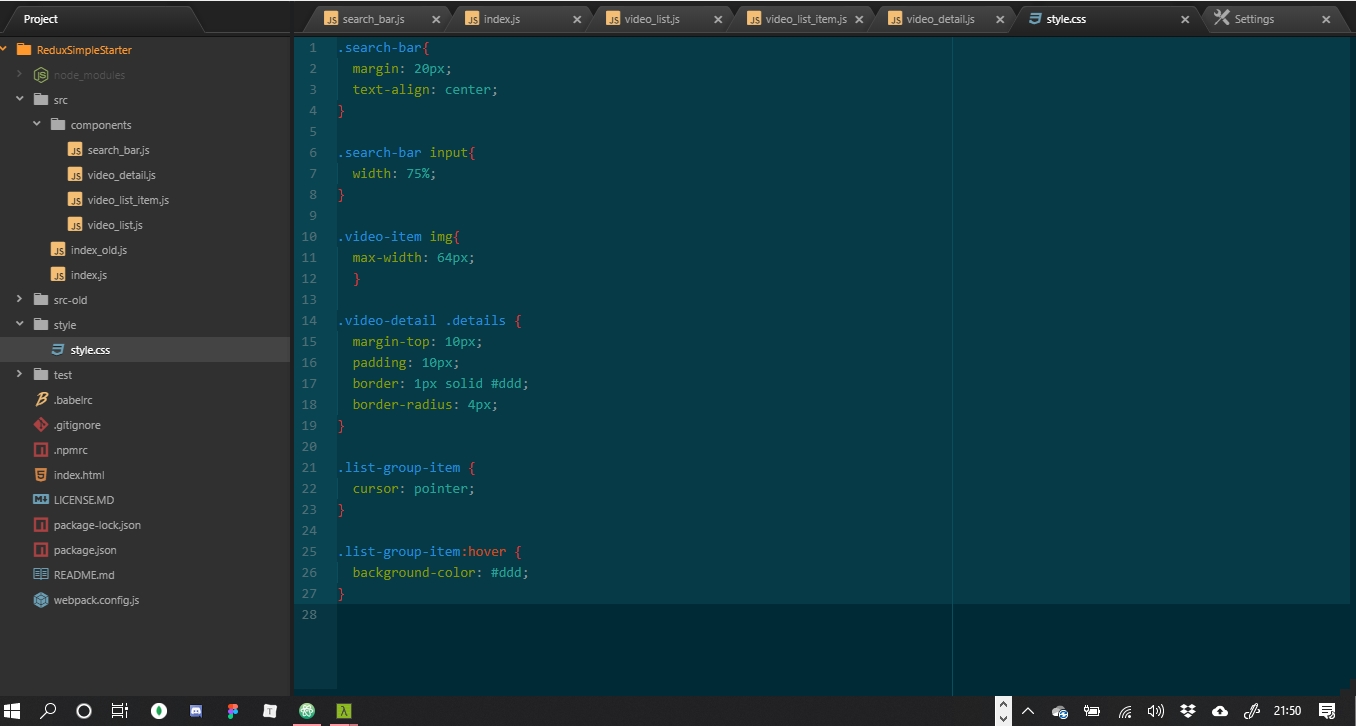 Project
search_bar.js
index.js
video_list.js
video_list_item.js
video_detail.js
style.css
Settings
ReduxSimpleStarter
node_modules
src
components
search_bar.js
video_detail.js
video_list_item.js
video_list.js
index_old.js
index.js
src-old
style
style.css
test
.babelrc
.gitignore
.npmrc
index.html
LICENSE.MD
package-lock.json
package.json
README.md
webpack.config.js
1 .search-bar{
2   margin: 20px;
3   text-align: center;
4 }
5
6 .search-bar input{
7   width: 75%;
8 }
9
10 .video-item img{
11   max-width: 64px;
12   }
13
14 .video-detail .details {
15   margin-top: 10px;
16   padding: 10px;
17   border: 1px solid #ddd;
18   border-radius: 4px;
19 }
20
21 .list-group-item {
22   cursor: pointer;
23 }
24
25 .list-group-item:hover {
26   background-color: #ddd;
27 }
28
21:50